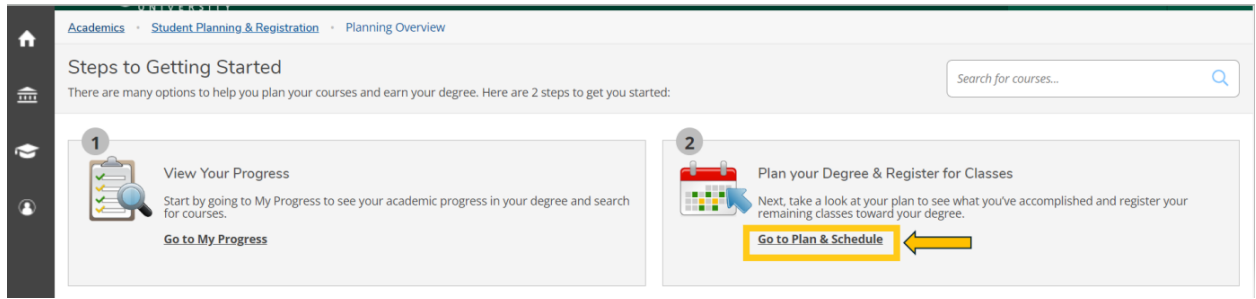 UNIVERSITY
Academics · Student Planning & Registration · Planning Overview
Steps to Getting Started
There are many options to help you plan your courses and earn your degree. Here are 2 steps to get you started:
Search for courses...
1
View Your Progress
Start by going to My Progress to see your academic progress in your degree and search
for courses.
Go to My Progress
2
Plan your Degree & Register for Classes
Next, take a look at your plan to see what you've accomplished and register your
remaining classes toward your degree.
Go to Plan & Schedule